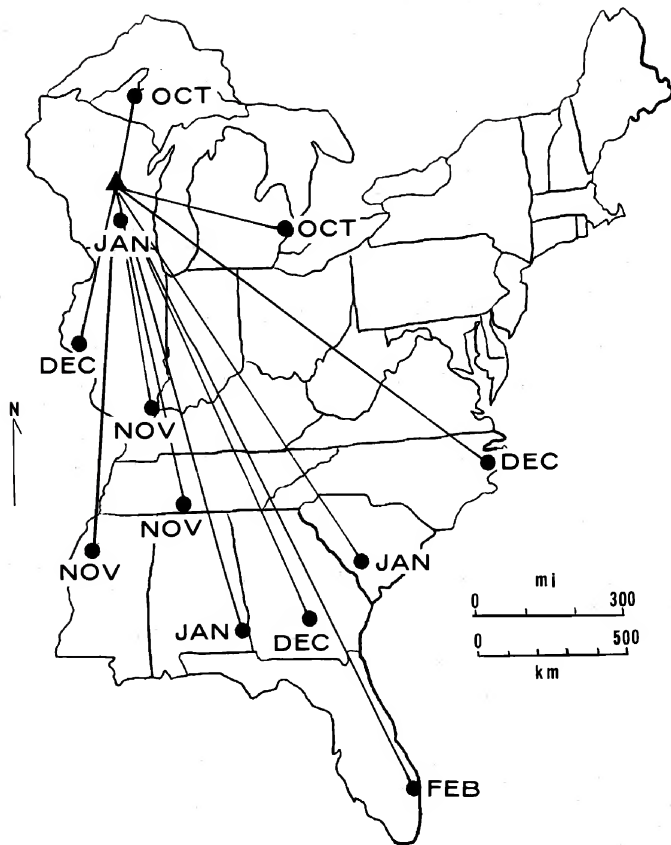 OCT
OCT
JAN
DEC
N
NOV
DEC
NOV
NOV
JAN
mi
0 300
JAN
DEC
0 500
km
FEB